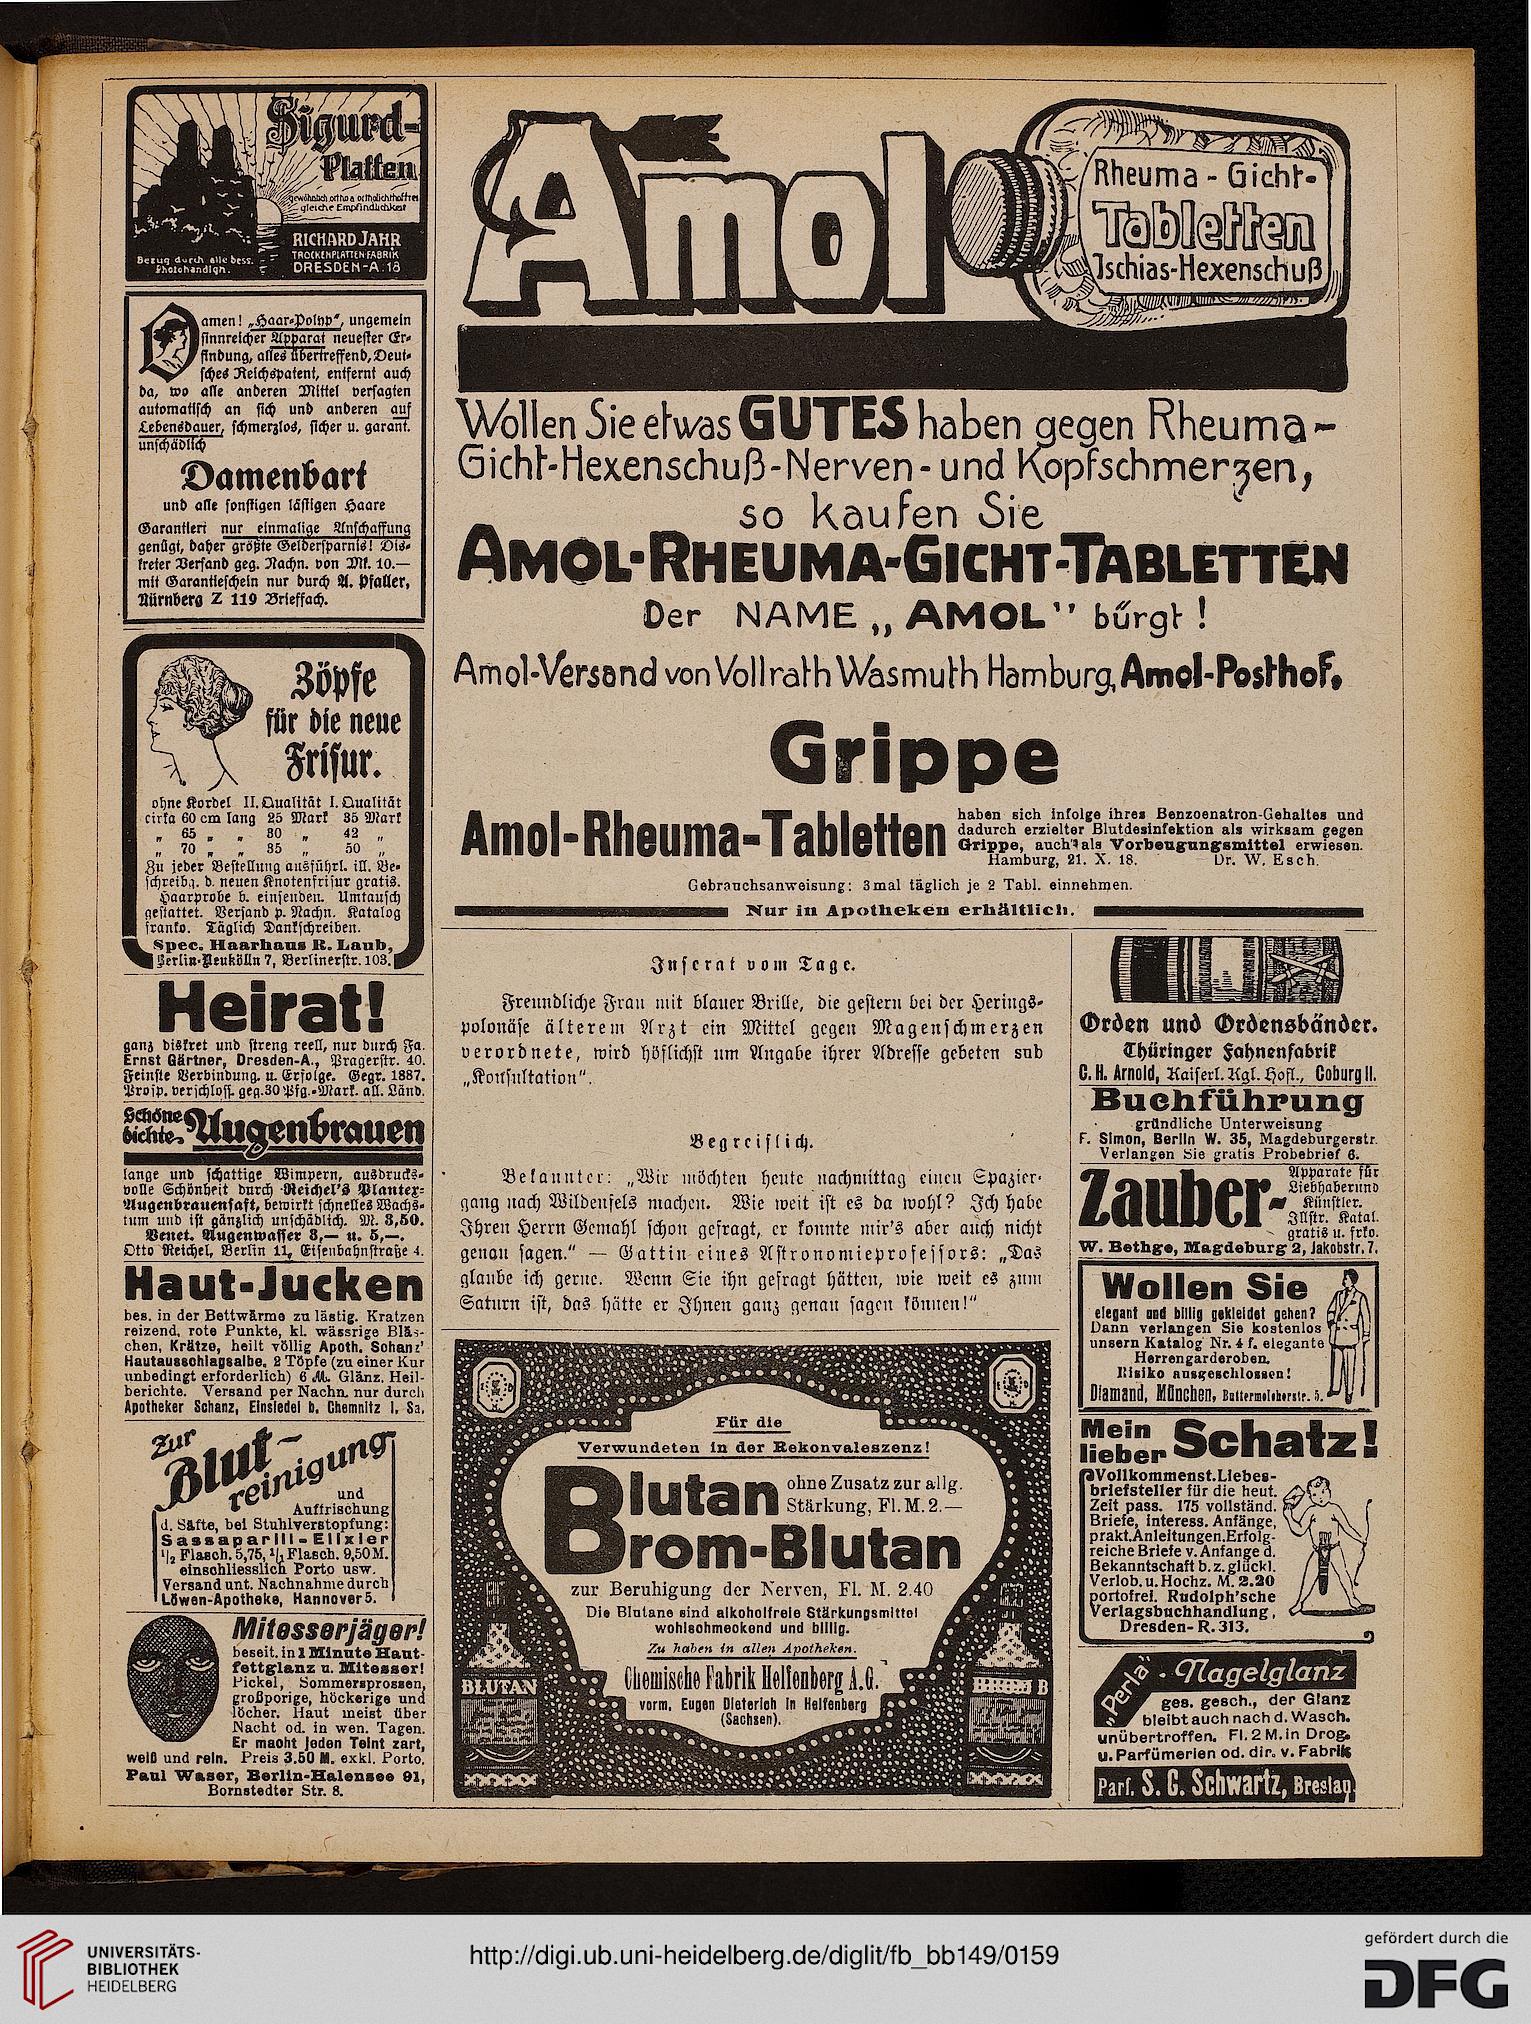 Sigurd-
Platten
gleiche Empfindlichkeit
RICHARD JAHR
TROCKENPLATTEN-FABRIK
DRESDEN-A. 18
Bezug durch alle bess.
Photohandlgn.
Damen! „Haar-Polyp“, ungemein
sinnreicher Apparat neuester Er-
findung, alles übertreffend, Deut-
sches Reichspatent, entfernt auch
da, wo alle anderen Mittel versagten
automatisch an sich und anderen auf
Lebensdauer, schmerzlos, sicher u. garant.
unschädlich
Damenbart
und alle sonstigen lästigen Haare
Garantiert nur einmalige Anschaffung
genügt, daher größte Geldersparnis! Dis-
kreter Versand geg. Nachn. von Mk. 10.—
mit Garantieschein nur durch A. Pfaller,
Nürnberg Z 119 Brieffach.
Zöpfe
für die neue
Frisur.
ohne Kordel II. Qualität I. Qualität
cirka 60 cm lang 25 Mark 35 Mark
„ 65 „ „ 30 „ 42 „
„ 70 „ „ 35 „ 50 „
Zu jeder Bestellung ausführl. ill. Be-
schreibg. d. neuen Knotenfrisur gratis.
Haarprobe b. einsenden. Umtausch
gestattet. Versand p. Nachn. Katalog
franko. Täglich Dankschreiben.
Spec. Haarhaus R. Laub,
Berlin-Neukölln 7, Berlinerstr. 103.
Heirat!
ganz diskret und streng reell, nur durch Fa.
Ernst Gärtner, Dresden-A., Pragerstr. 40.
Feinste Verbindung. u. Erfolge. Gegr. 1887.
Prosp. verschloss. geg. 30 Pfg.-Mark. all. Länd.
Schöne
dichte Augenbrauen
lange und schattige Wimpern, ausdrucks-
volle Schönheit durch Reichel's Plantex-
Augenbrauensaft, bewirkt schnelles Wachs-
tum und ist gänzlich unschädlich. M. 3,50.
Venet. Augenwasser 3,— u. 5,—.
Otto Reichel, Berlin 11, Eisenbahnstraße 4.
Haut-Jucken
bes. in der Bettwärme zu lästig. Kratzen
reizend, rote Punkte, kl. wässrige Bläs-
chen, Krätze, heilt völlig Apoth. Schanz'
Hautausschlagsalbe. 2 Töpfe (zu einer Kur
unbedingt erforderlich) 6 M. Glänz. Heil-
berichte. Versand per Nachn. nur durch
Apotheker Schanz, Einsiedel b. Chemnitz I. Sa.
Zur
Blut-
reinigung
und
Auffrischung
d. Säfte, bei Stuhlverstopfung:
Sassaparill-Elixier
1/2 Flasch. 5,75, 1/1 Flasch. 9,50 M.
einschliesslich Porto usw.
Versand unt. Nachnahme durch
Löwen-Apotheke, Hannover 5.
Mitesserjäger!
beseit. in 1 Minute Haut-
fettglanz u. Mitesser!
Pickel, Sommersprossen,
großporige, höckerige und
löcher. Haut meist über
Nacht od. in wen. Tagen.
Er macht jeden Teint zart,
weiß und rein. Preis 3.50 M. exkl. Porto.
Paul Waser, Berlin-Halensee 91,
Bornstedter Str. 8.
Amol
Rheuma-Gicht-
Tabletten
Ischias-Hexenschuß
Wollen Sie etwas GUTES haben gegen Rheuma-
Gicht-Hexenschuß-Nerven-und Kopfschmerzen,
so kaufen Sie
AMOL-RHEUMA-GICHT-TABLETTEN
Der NAME „AMOL“ bürgt!
Amol-Versand von Vollrath Wasmuth Hamburg, Amol-Posthof.
Grippe
Amol-Rheuma-Tabletten
haben sich infolge ihres Benzoenatron-Gehaltes und
dadurch erzielter Blutdesinfektion als wirksam gegen
Grippe, auch als Vorbeugungsmittel erwiesen.
Hamburg, 21. X. 18. Dr. W. Esch.
Gebrauchsanweisung: 3mal täglich je 2 Tabl. einnehmen.
Nur in Apotheken erhältlich.
Inserat vom Tage.
Freundliche Frau mit blauer Brille, die gestern bei der Herings-
polonäse älterem Arzt ein Mittel gegen Magenschmerzen
verordnete, wird höflichst um Angabe ihrer Adresse gebeten sub
„Konsultation“.
Begreiflich.
Bekannter: „Wir möchten heute nachmittag einen Spazier-
gang nach Wildenfels machen. Wie weit ist es da wohl? Ich habe
Ihren Herrn Gemahl schon gefragt, er konnte mir's aber auch nicht
genau sagen.“ — Gattin eines Astronomieprofessors: „Das
glaube ich gerne. Wenn Sie ihn gefragt hätten, wie weit es zum
Saturn ist, das hätte er Ihnen ganz genau sagen können!“
Für die
Verwundeten in der Rekonvaleszenz!
Blutan ohne Zusatz zur allg.
Stärkung, Fl. M. 2.—
Brom-Blutan
zur Beruhigung der Nerven, Fl. M. 2.40
Die Blutane sind alkoholfreie Stärkungsmittel
wohlschmeckend und billig.
Zu haben in allen Apotheken.
Chemische Fabrik Helfenberg A.G.
vorm. Eugen Dieterich in Helfenberg
(Sachsen).
BLUTAN
Orden und Ordensbänder.
Thüringer Fahnenfabrik
C. H. Arnold, Kaiserl. Kgl. Hofl., Coburg II.
Buchführung
gründliche Unterweisung
F. Simon, Berlin W. 35, Magdeburgerstr.
Verlangen Sie gratis Probebrief 6.
Zauber-
Apparate für
Liebhaber und
Künstler.
Illstr. Katal.
gratis u. frko.
W. Bethge, Magdeburg 2, Jakobstr. 7.
Wollen Sie
elegant und billig gekleidet gehen?
Dann verlangen Sie kostenlos
unsern Katalog Nr. 4 f. elegante
Herrengarderoben.
Risiko ausgeschlossen!
Diamand, München, Buttermelcherstr. 5.
Mein
lieber Schatz!
Vollkommenst. Liebes-
briefsteller für die heut.
Zeit pass. 175 vollständ.
Briefe, interess. Anfänge,
prakt. Anleitungen. Erfolg-
reiche Briefe v. Anfange d.
Bekanntschaft b. z. glückl.
Verlob. u. Hochz. M. 2.20
portofrei. Rudolph'sche
Verlagsbuchhandlung,
Dresden-R. 313.
„Perla“-Nagelglanz
ges. gesch., der Glanz
bleibt auch nach d. Wasch.
unübertroffen. Fl. 2 M. in Drog.
u. Parfümerien od. dir. v. Fabrik
Parf. S. G. Schwartz, Breslau
UNIVERSITÄTS-
BIBLIOTHEK
HEIDELBERG
http://digi.ub.uni-heidelberg.de/diglit/fb_bb149/0159
gefördert durch die
DFG